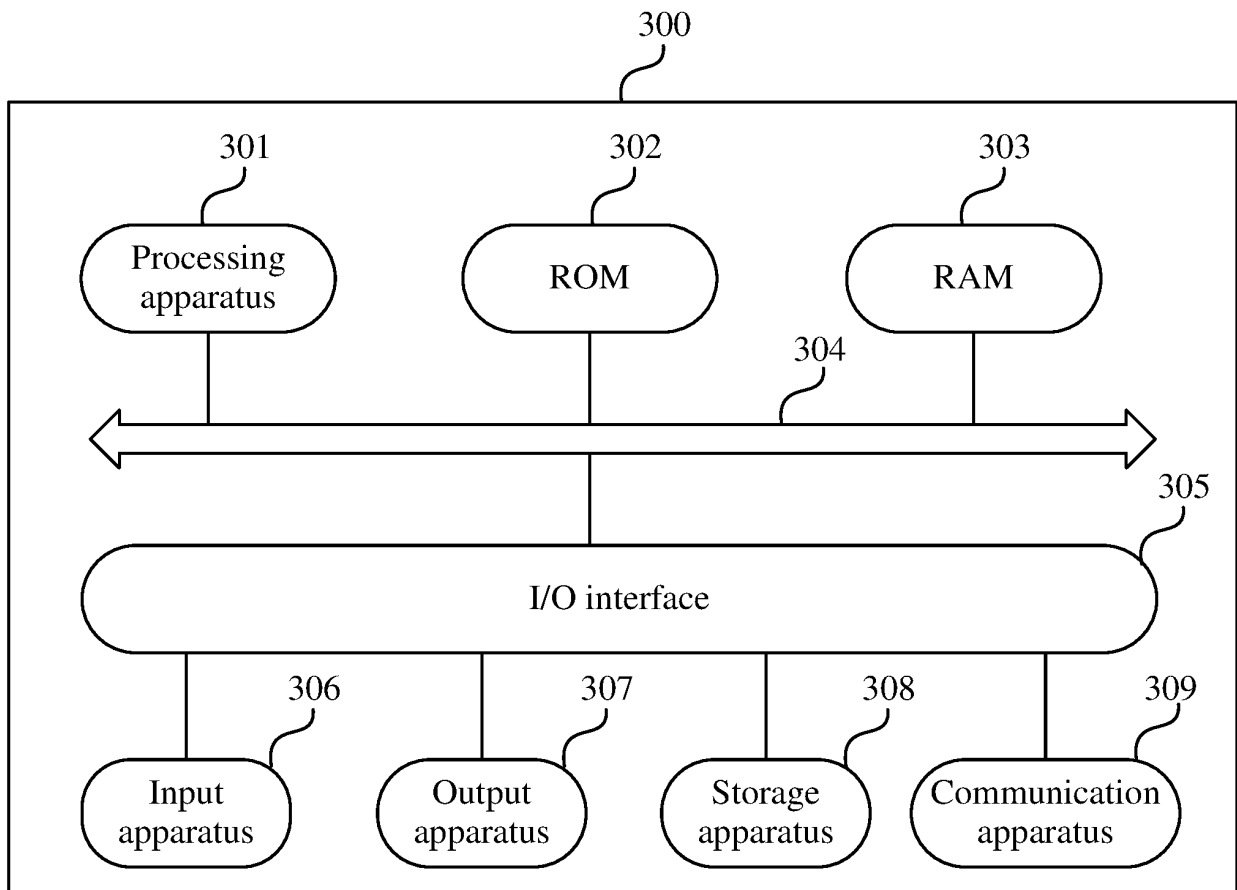 300
301
302
303
Processing
apparatus
ROM
RAM
304
305
I/O interface
306
307
308
309
Input
apparatus
Output
apparatus
Storage
apparatus
Communication
apparatus